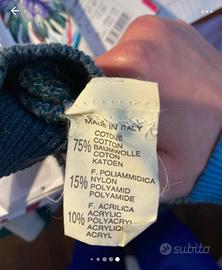 MADE IN ITALY
COTONE
COTTON
75% BAUMWOLLE
COTON
KATOEN
F. POLIAMMIDICA
NYLON
15% POLYAMID
POLYAMIDE
F. ACRILICA
ACRYLIC
10% POLYACRYL
ACRYLIQUE
ACRYL
subito